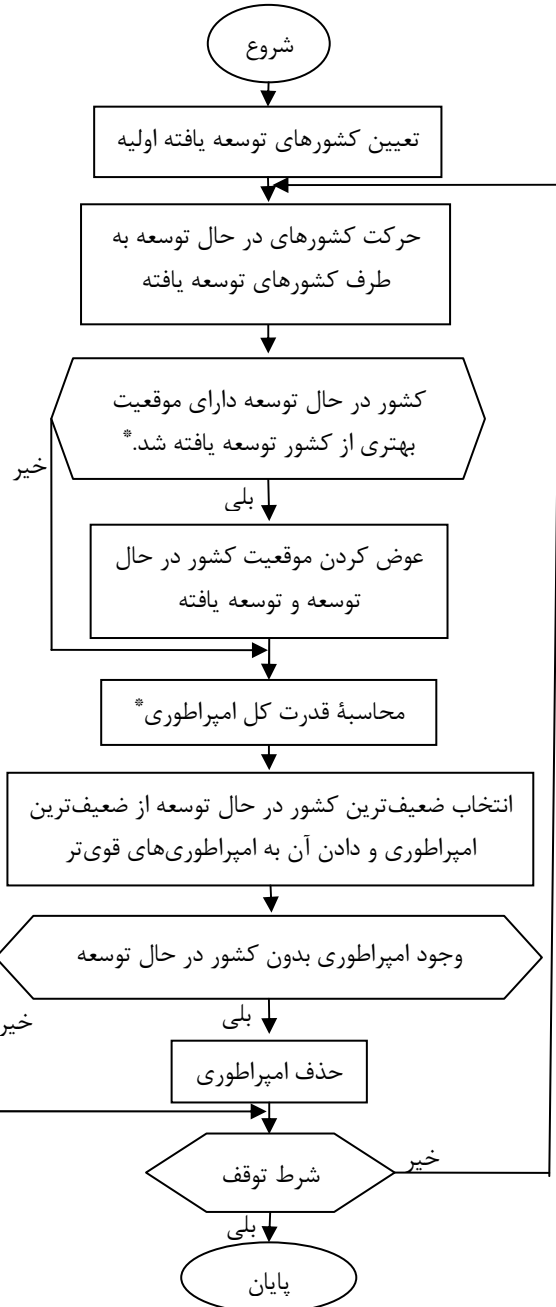 شروع
تعیین کشورهای توسعه یافته اولیه
حرکت کشورهای در حال توسعه به
طرف کشورهای توسعه یافته
کشور در حال توسعه دارای موقعیت
بهتری از کشور توسعه یافته شد.*
خیر
بلی
عوض کردن موقعیت کشور در حال
توسعه و توسعه یافته
محاسبهٔ قدرت کل امپراطوری*
انتخاب ضعیف‌ترین کشور در حال توسعه از ضعیف‌ترین
امپراطوری و دادن آن به امپراطوری‌های قوی‌تر
وجود امپراطوری بدون کشور در حال توسعه
خیر
بلی
حذف امپراطوری
شرط توقف
خیر
بلی
پایان